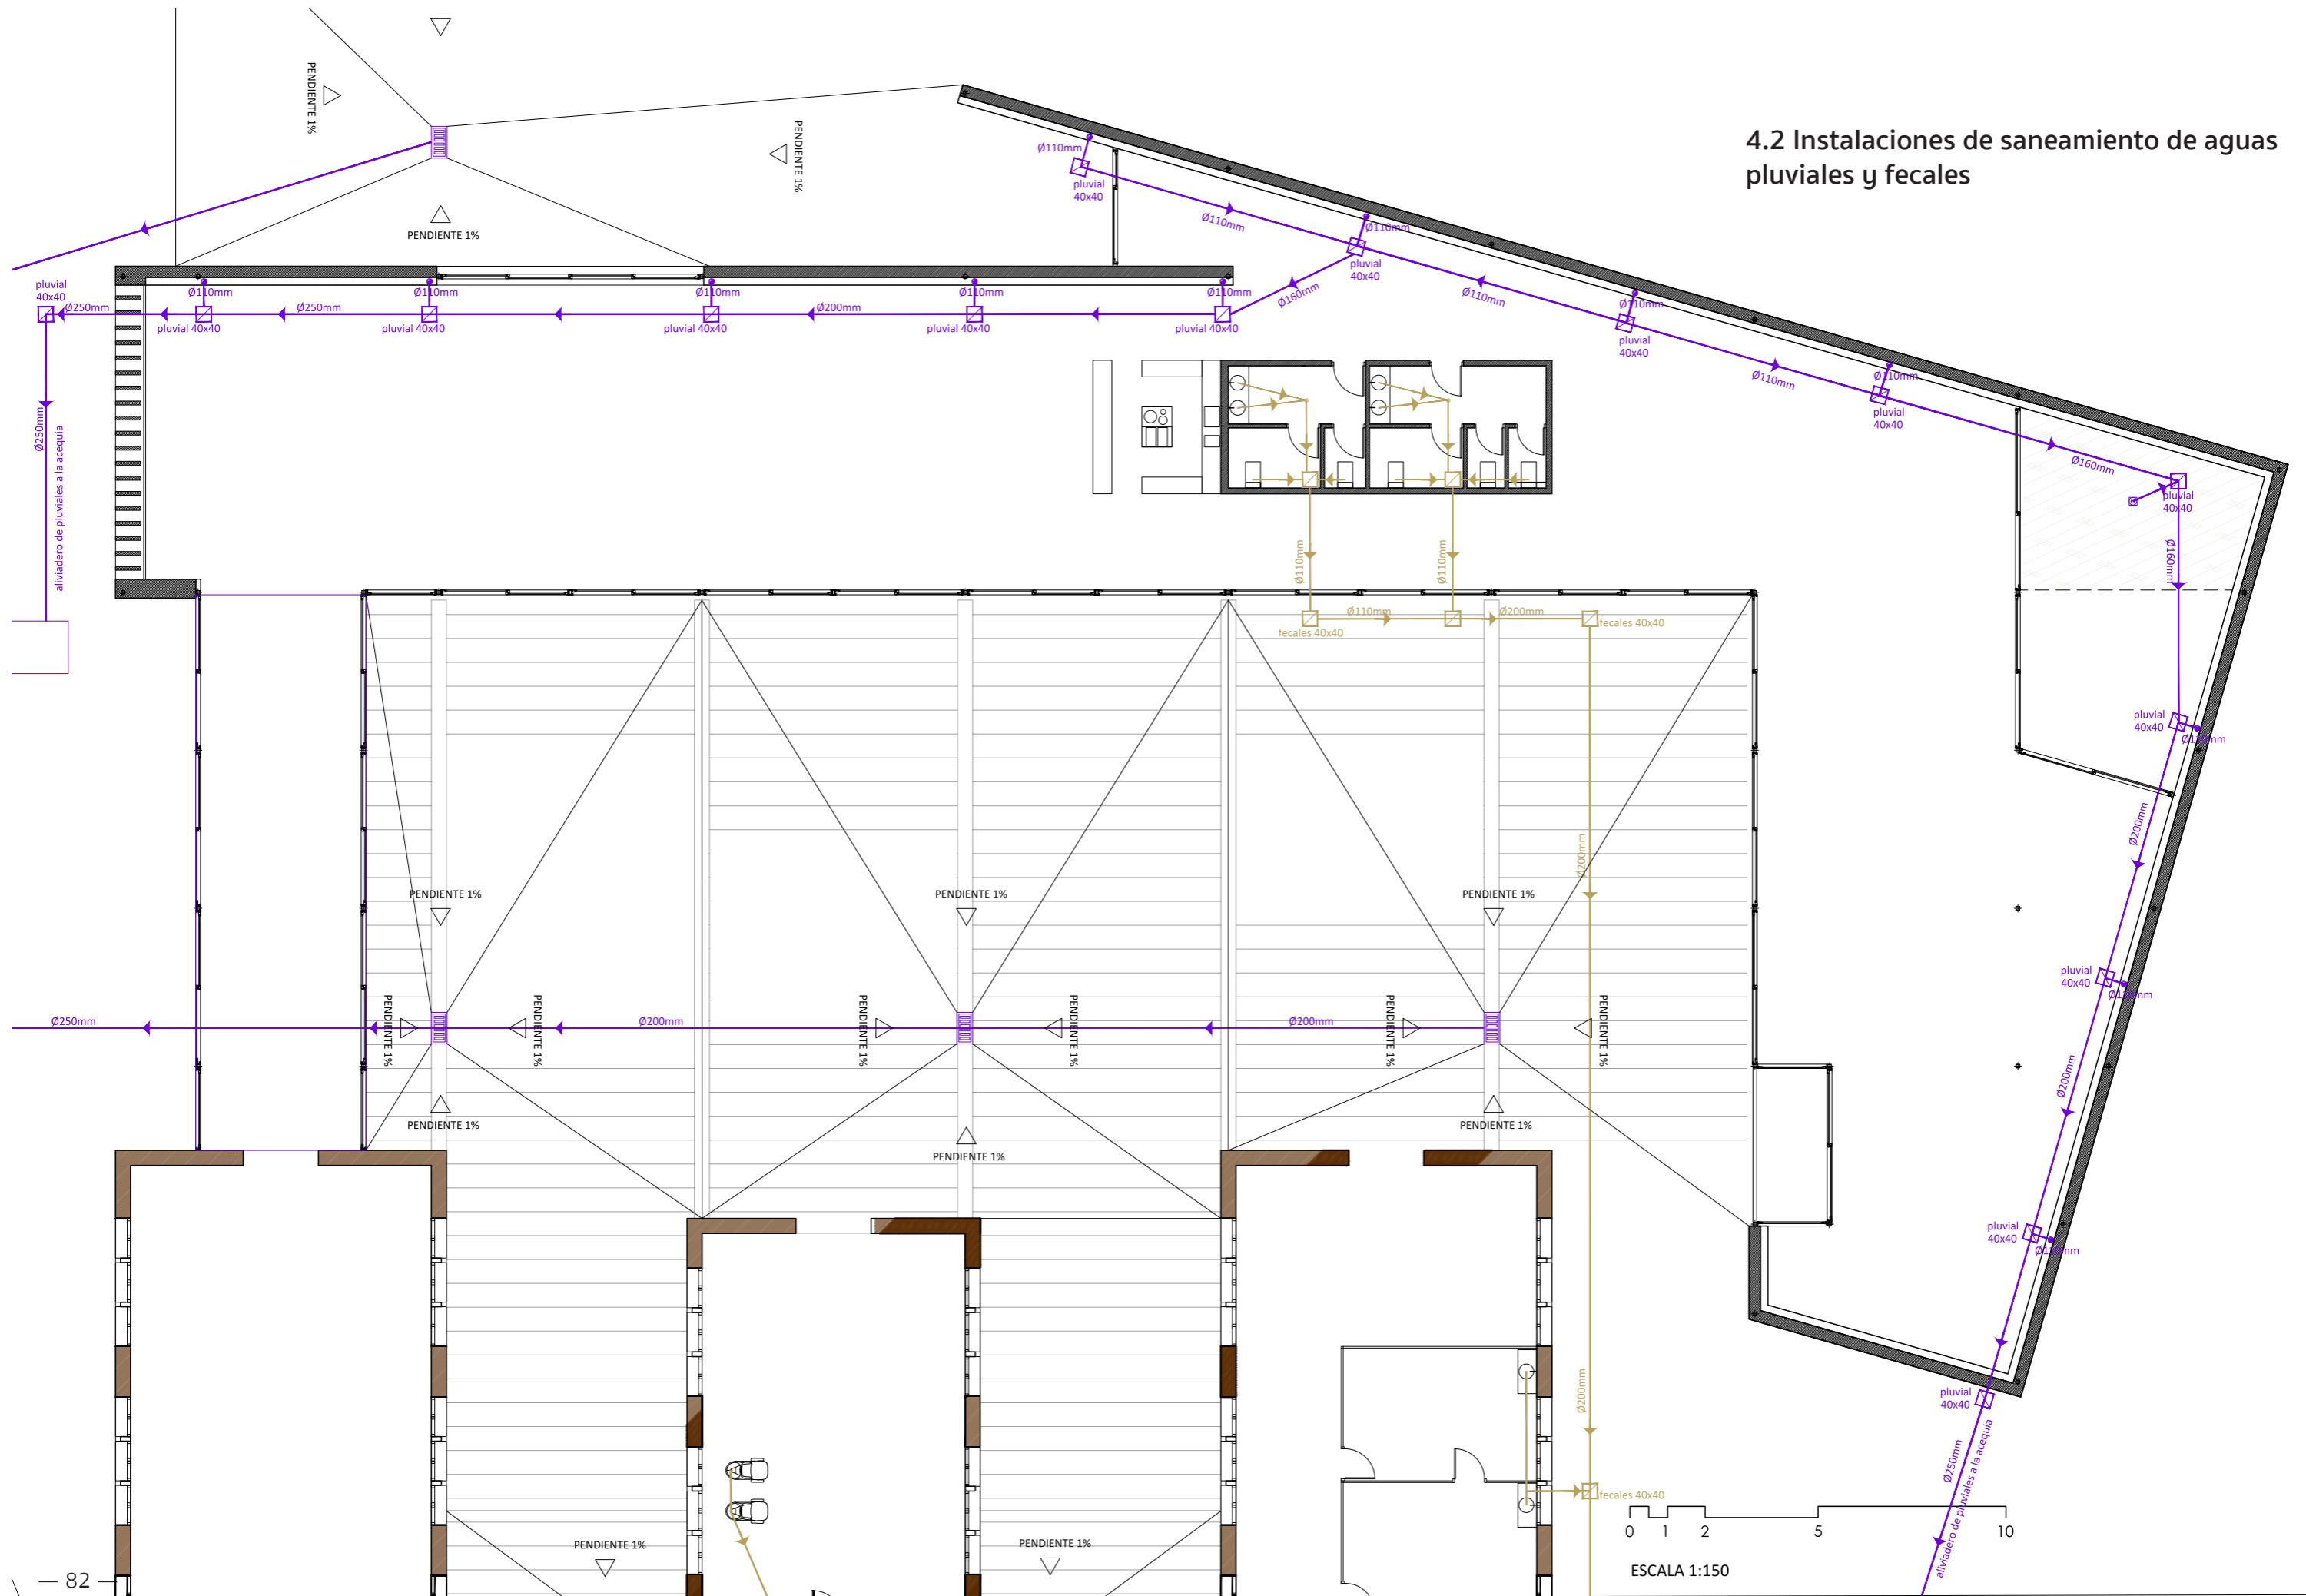 4.2 Instalaciones de saneamiento de aguas
pluviales y fecales
PENDIENTE 1%
PENDIENTE 1%
PENDIENTE 1%
Ø110mm
pluvial
40x40
Ø110mm
Ø110mm
pluvial
40x40
Ø160mm
Ø110mm
Ø110mm
pluvial
40x40
Ø110mm
Ø110mm
pluvial
40x40
Ø160mm
pluvial
40x40
Ø160mm
pluvial
40x40
Ø250mm
Ø110mm
Ø250mm
Ø110mm
Ø110mm
Ø200mm
Ø110mm
Ø110mm
pluvial 40x40
pluvial 40x40
pluvial 40x40
pluvial 40x40
pluvial 40x40
Ø250mm
aliviadero de pluviales a la acequia
Ø110mm
Ø110mm
Ø110mm
Ø200mm
fecales 40x40
fecales 40x40
pluvial
40x40
Ø110mm
Ø200mm
Ø200mm
PENDIENTE 1%
PENDIENTE 1%
PENDIENTE 1%
pluvial
40x40
Ø110mm
Ø250mm
PENDIENTE 1%
PENDIENTE 1%
Ø200mm
PENDIENTE 1%
PENDIENTE 1%
Ø200mm
PENDIENTE 1%
PENDIENTE 1%
Ø200mm
PENDIENTE 1%
PENDIENTE 1%
PENDIENTE 1%
pluvial
40x40
Ø110mm
Ø200mm
pluvial
40x40
Ø250mm
aliviadero de pluviales a la acequia
fecales 40x40
PENDIENTE 1%
PENDIENTE 1%
0 1 2 5 10
ESCALA 1:150
— 82 —